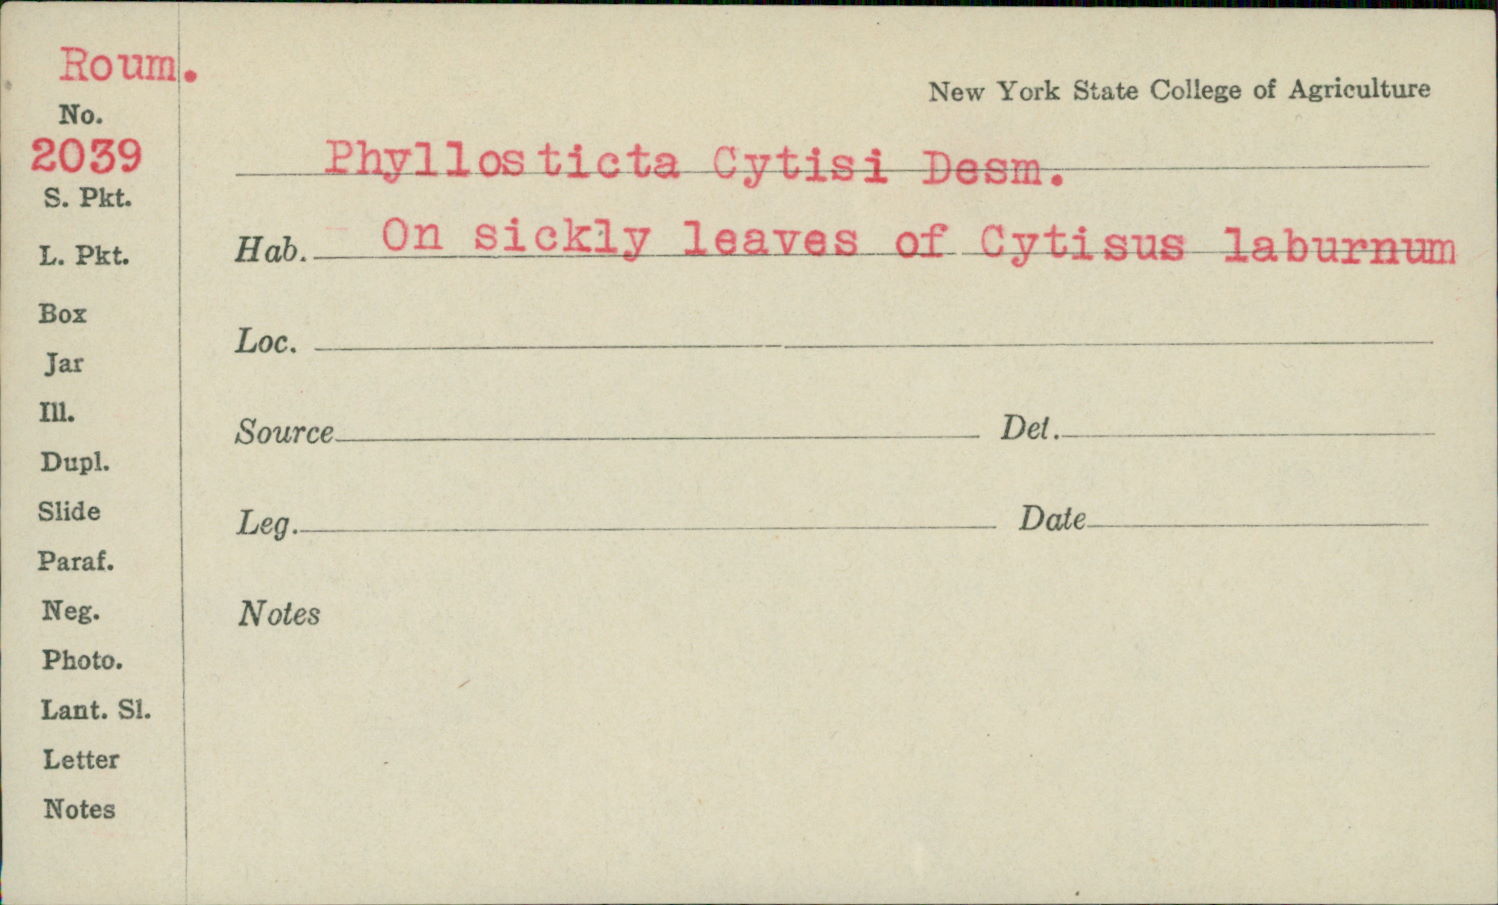 Roum.
New York State College of Agriculture
No.
2039
Phyllosticta Cytisi Desm.
S. Pkt.
Hab. On sickly leaves of Cytisus laburnum
L. Pkt.
Box
Loc.
Jar
Ill.
Source Det.
Dupl.
Slide
Leg. Date
Paraf.
Neg.
Notes
Photo.
Lant. Sl.
Letter
Notes